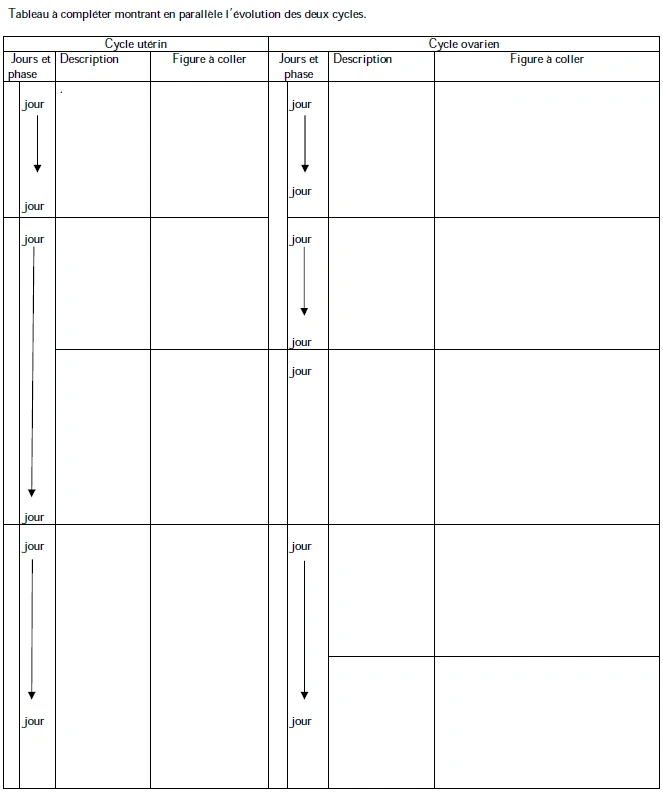 Tableau à compléter montrant en parallèle l´évolution des deux cycles.
Cycle utérin Cycle ovarien
Jours et phase Description Figure à coller Jours et phase Description Figure à coller
.
jour jour
jour
jour
jour jour
jour
jour
jour
jour jour
jour jour